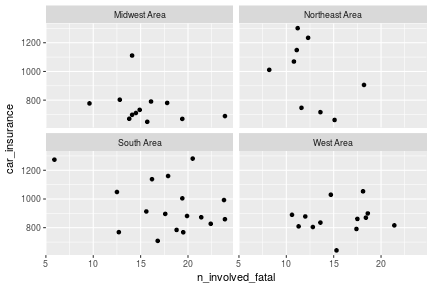 Midwest Area
Northeast Area
1200
1000
800
South Area
West Area
1200
1000
800
car_insurance
5
10
15
20
5
10
15
20
n_involved_fatal